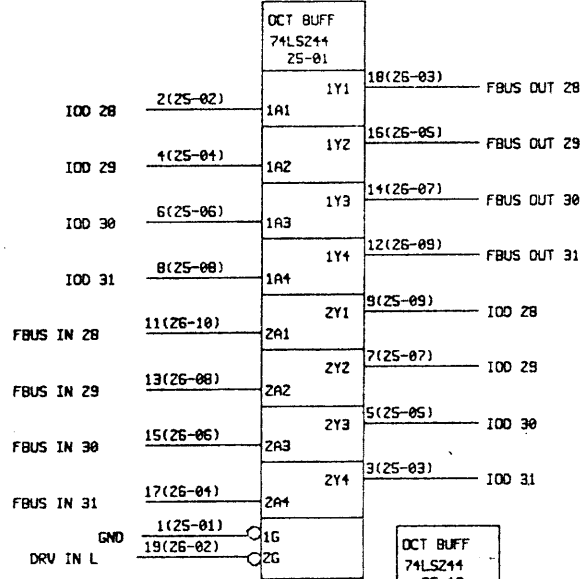 OCT BUFF
74LS244
25-01
1Y1 18(26-03) FBUS OUT 28
IOD 28 2(25-02) 1A1
1Y2 16(26-05) FBUS OUT 29
IOD 29 4(25-04) 1A2
1Y3 14(26-07) FBUS OUT 30
IOD 30 6(25-06) 1A3
1Y4 12(26-09) FBUS OUT 31
IOD 31 8(25-08) 1A4
2Y1 9(25-09) IOD 28
FBUS IN 28 11(26-10) 2A1
2Y2 7(25-07) IOD 29
FBUS IN 29 13(26-08) 2A2
2Y3 5(25-05) IOD 30
FBUS IN 30 15(26-06) 2A3
2Y4 3(25-03) IOD 31
FBUS IN 31 17(26-04) 2A4
GND 1(25-01) 1G
DRV IN L 19(26-02) 2G
OCT BUFF
74LS244